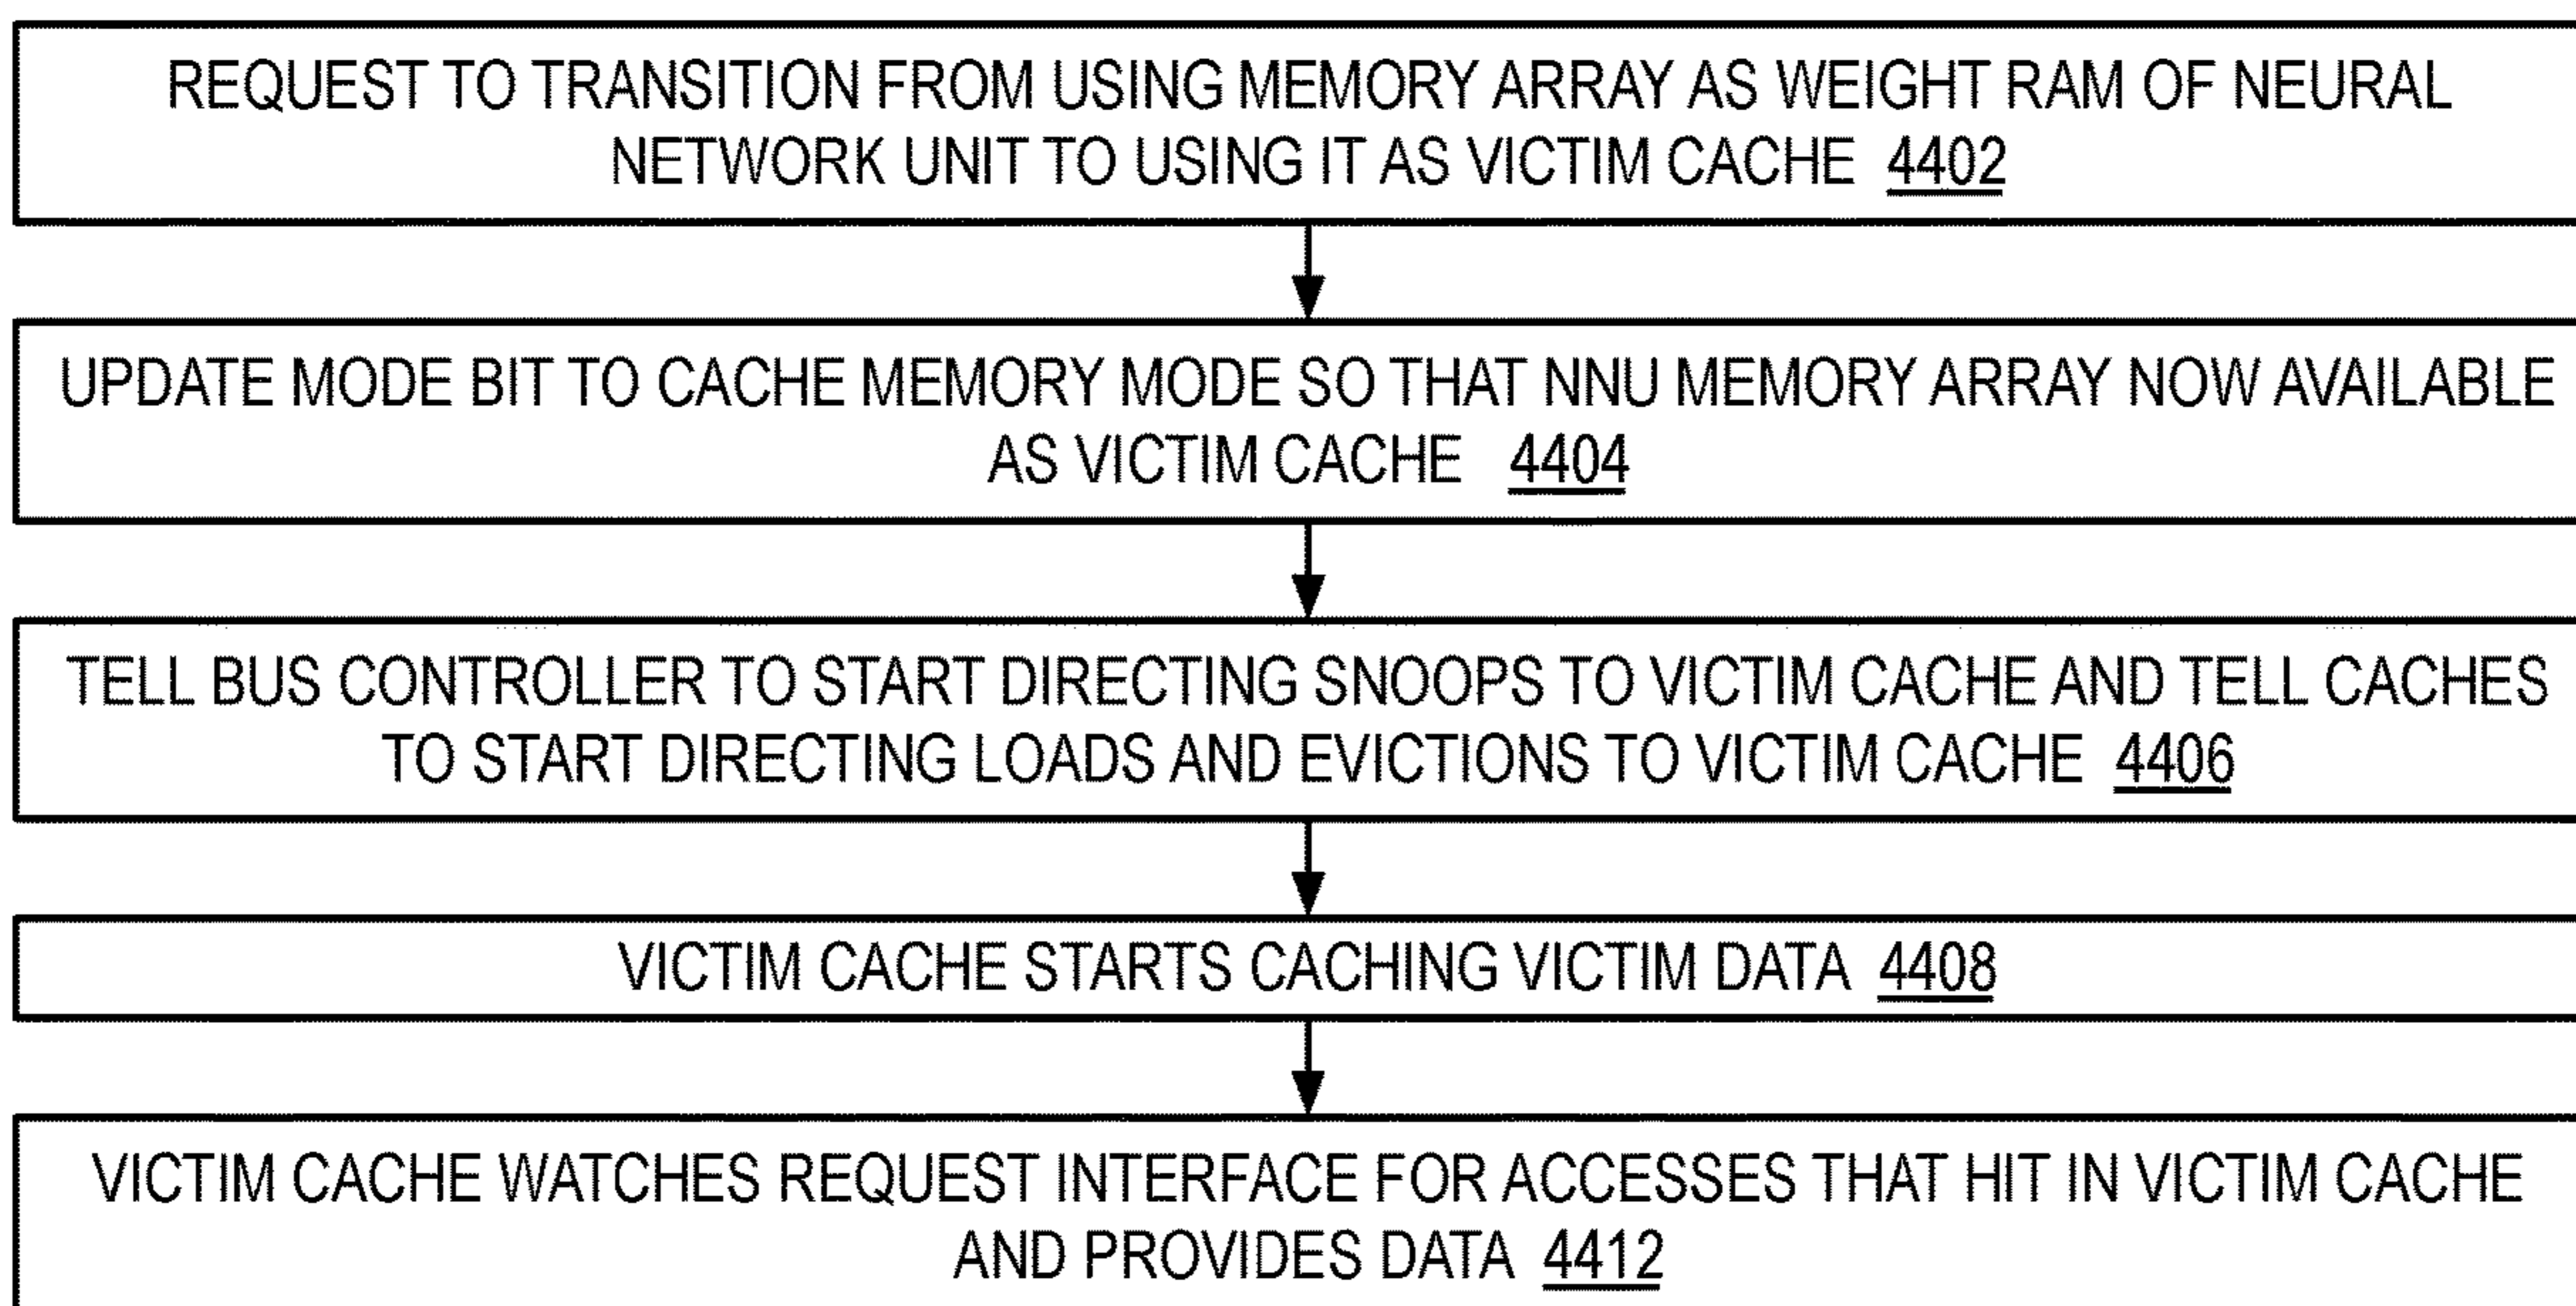 REQUEST TO TRANSITION FROM USING MEMORY ARRAY AS WEIGHT RAM OF NEURAL
NETWORK UNIT TO USING IT AS VICTIM CACHE 4402
UPDATE MODE BIT TO CACHE MEMORY MODE SO THAT NNU MEMORY ARRAY NOW AVAILABLE
AS VICTIM CACHE 4404
TELL BUS CONTROLLER TO START DIRECTING SNOOPS TO VICTIM CACHE AND TELL CACHES
TO START DIRECTING LOADS AND EVICTIONS TO VICTIM CACHE 4406
VICTIM CACHE STARTS CACHING VICTIM DATA 4408
VICTIM CACHE WATCHES REQUEST INTERFACE FOR ACCESSES THAT HIT IN VICTIM CACHE
AND PROVIDES DATA 4412